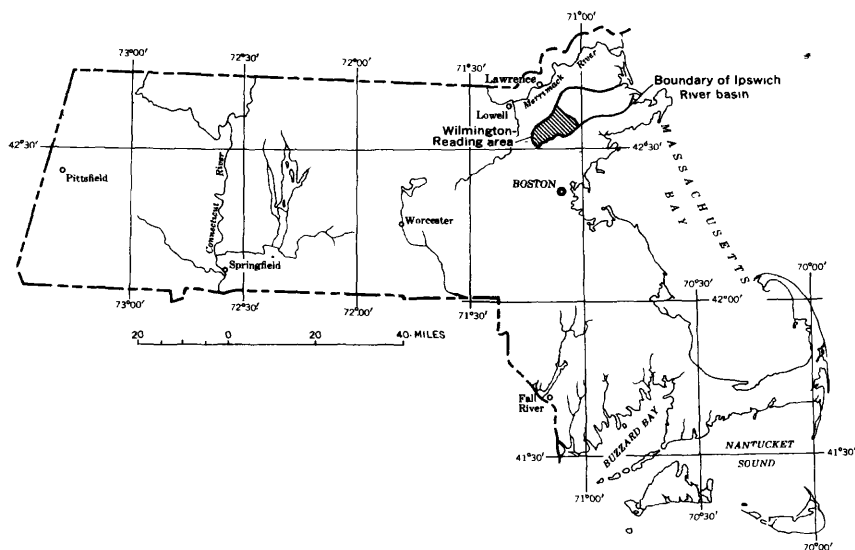 71°00'
73°00'
72°30'
72°00'
71°30'
Lawrence
Merrimack River
Lowell
Boundary of Ipswich
River basin
Wilmington-
Reading area
42°30'
42°30'
Pittsfield
Connecticut River
BOSTON
MASSACHUSETTS
BAY
Worcester
Springfield
70°00'
73°00'
72°30'
72°00'
71°30'
70°30'
42°00'
20 0 20 40 MILES
Fall
River
BUZZARD BAY
NANTUCKET
SOUND
41°30'
41°30'
71°00'
70°30'
70°00'